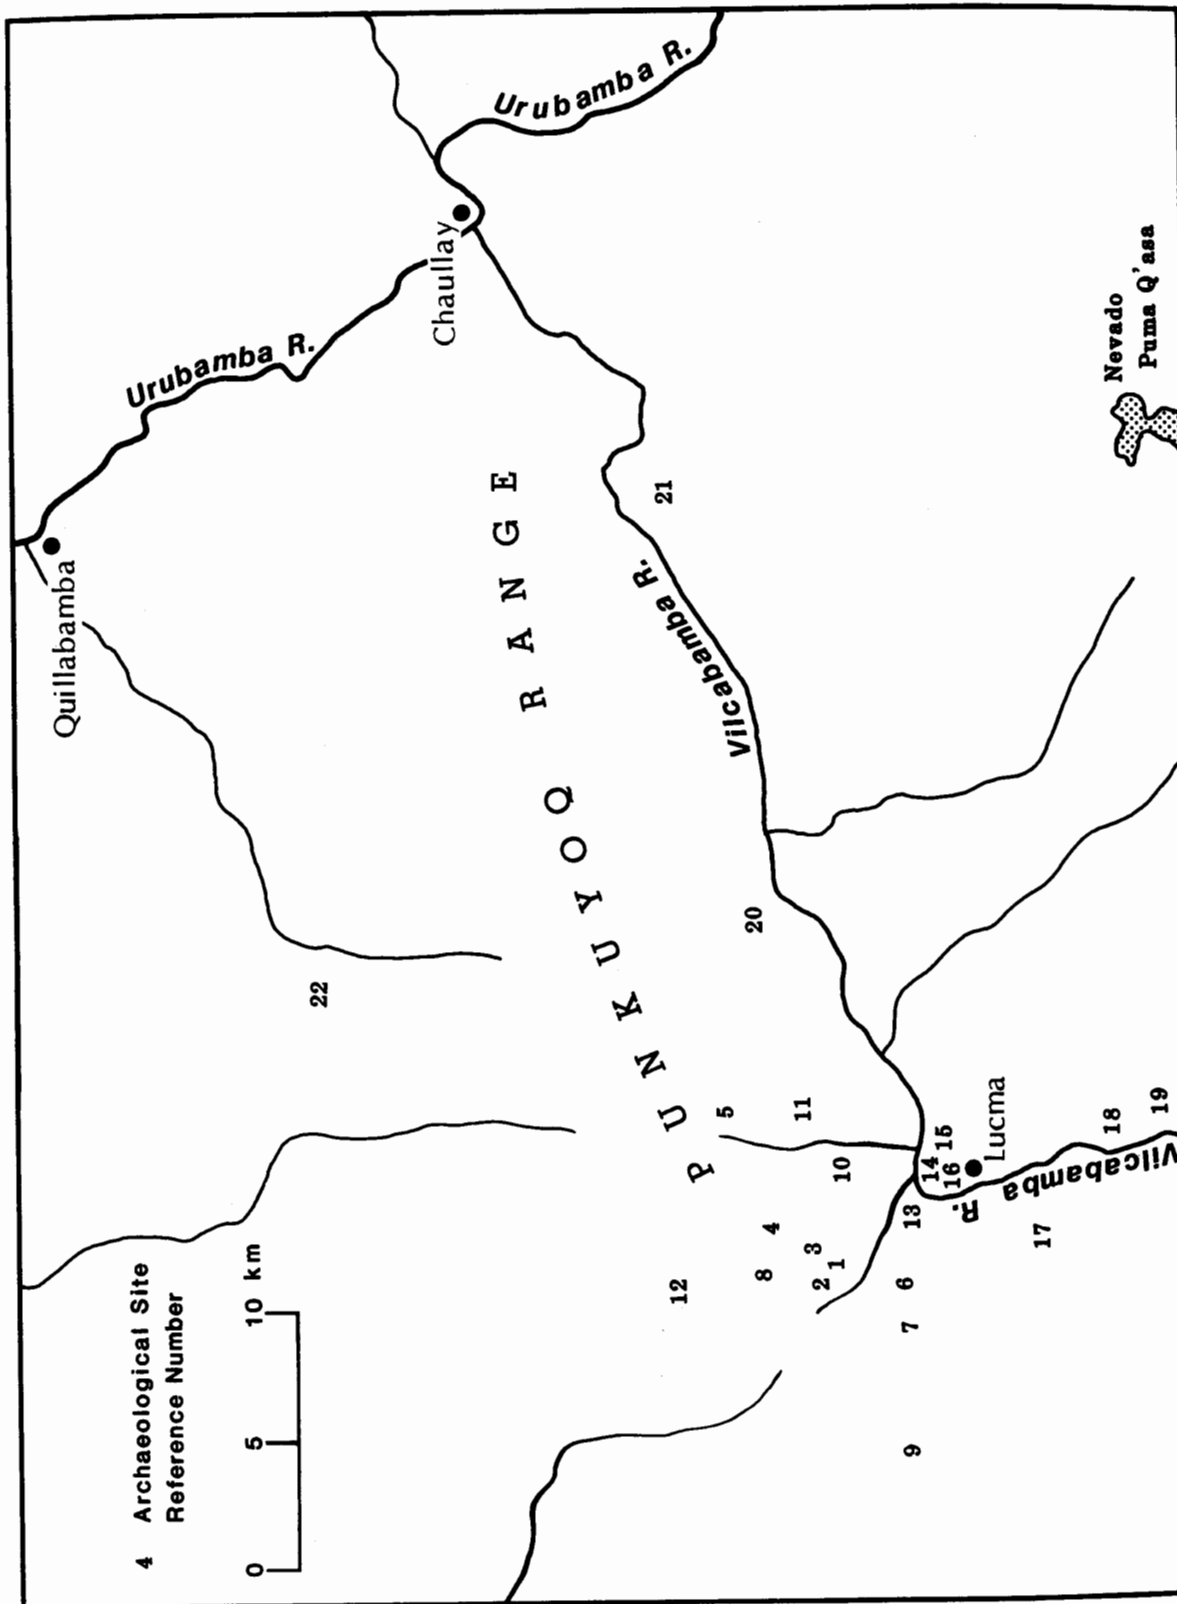 Quillabamba
Urubamba R.
Chaullay
Urubamba R.
PUNKUYOQ RANGE
Vilcabamba R.
Nevado
Puma Q'asa
4 Archaeological Site
Reference Number
0 5 10 km
22
21
20
12
5
11
10
4
8
3
2
1
6
7
9
13
14
15
16
Lucma
17
18
19
Vilcabamba R.